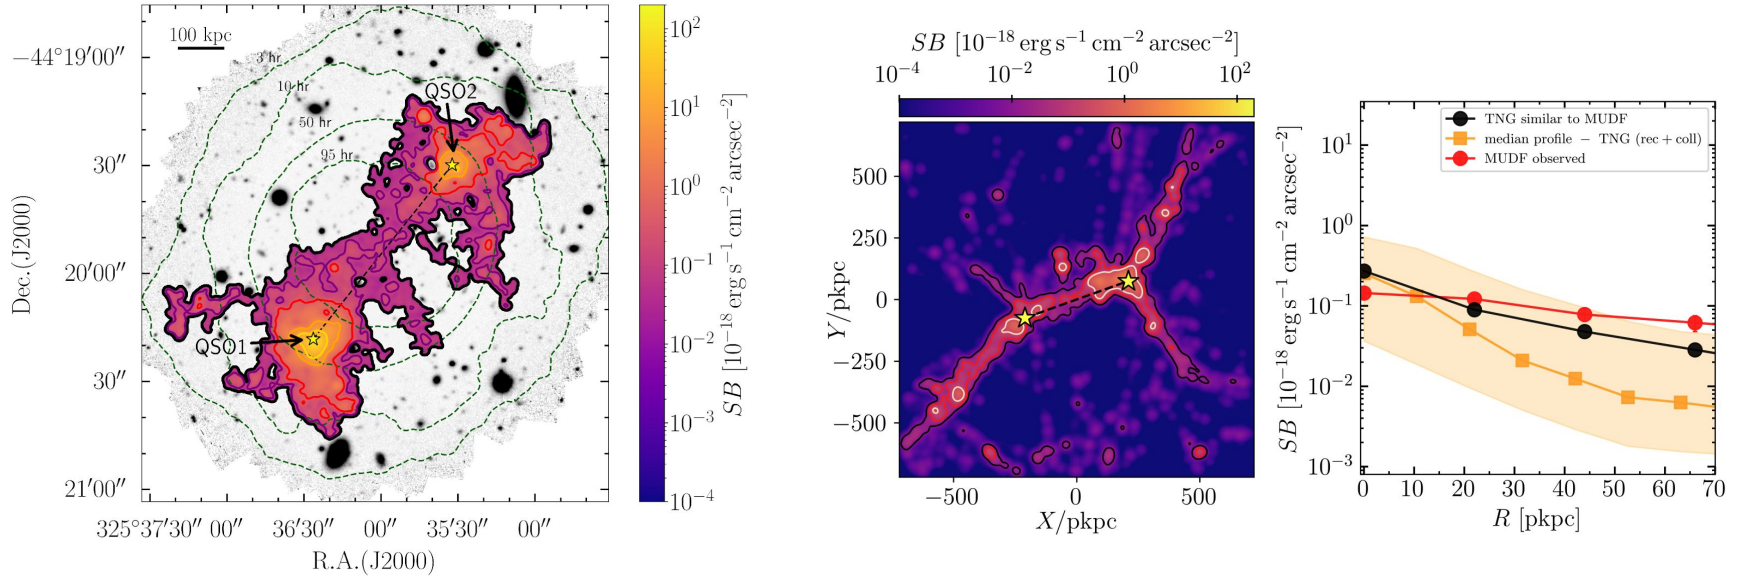 100 kpc
3 hr
10 hr
50 hr
95 hr
QSO2
QSO1
−44°19′00″
30″
20′00″
30″
21′00″
Dec.(J2000)
325°37′30″ 00″ 36′30″ 00″ 35′30″ 00″
R.A.(J2000)
10² 10¹ 10⁰ 10⁻¹ 10⁻² 10⁻³ 10⁻⁴
SB [10⁻¹⁸ erg s⁻¹ cm⁻² arcsec⁻²]
SB [10⁻¹⁸ erg s⁻¹ cm⁻² arcsec⁻²]
10⁻⁴ 10⁻² 10⁰ 10²
500
250
0
−250
−500
Y/pkpc
−500 0 500
X/pkpc
TNG similar to MUDF
median profile − TNG (rec + coll)
MUDF observed
10¹
10⁰
10⁻¹
10⁻²
10⁻³
SB [10⁻¹⁸ erg s⁻¹ cm⁻² arcsec⁻²]
0 10 20 30 40 50 60 70
R [pkpc]